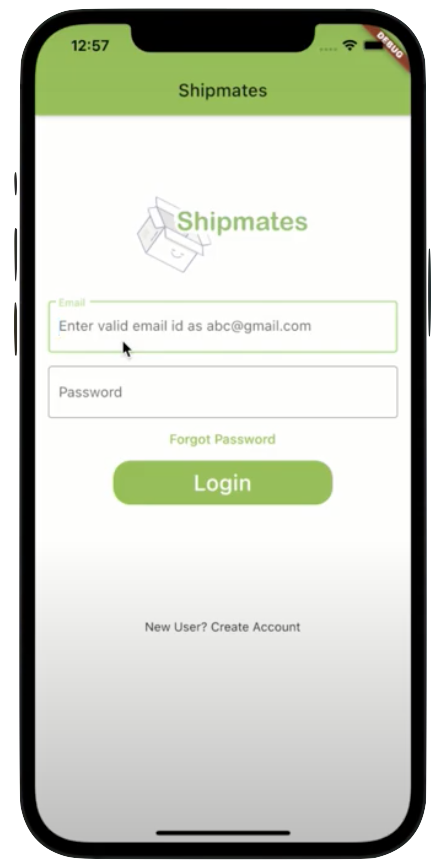 12:57
DEBUG
Shipmates
Shipmates
Email
Enter valid email id as abc@gmail.com
Password
Forgot Password
Login
New User? Create Account